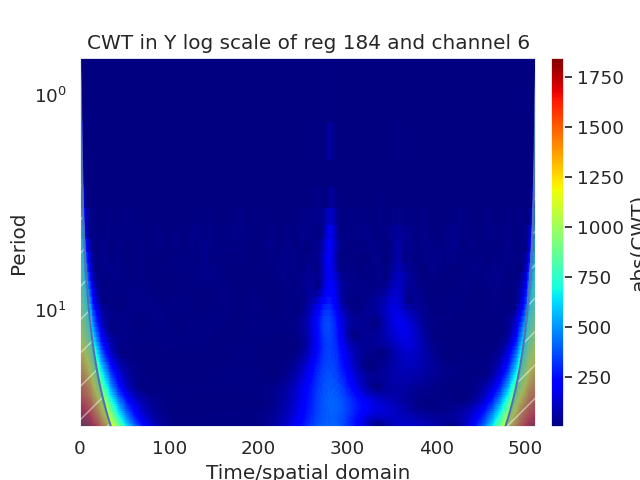 CWT in Y log scale of reg 184 and channel 6
10⁰
10¹
Period
0 100 200 300 400 500
Time/spatial domain
1750
1500
1250
1000
750
500
250
abs(CWT)